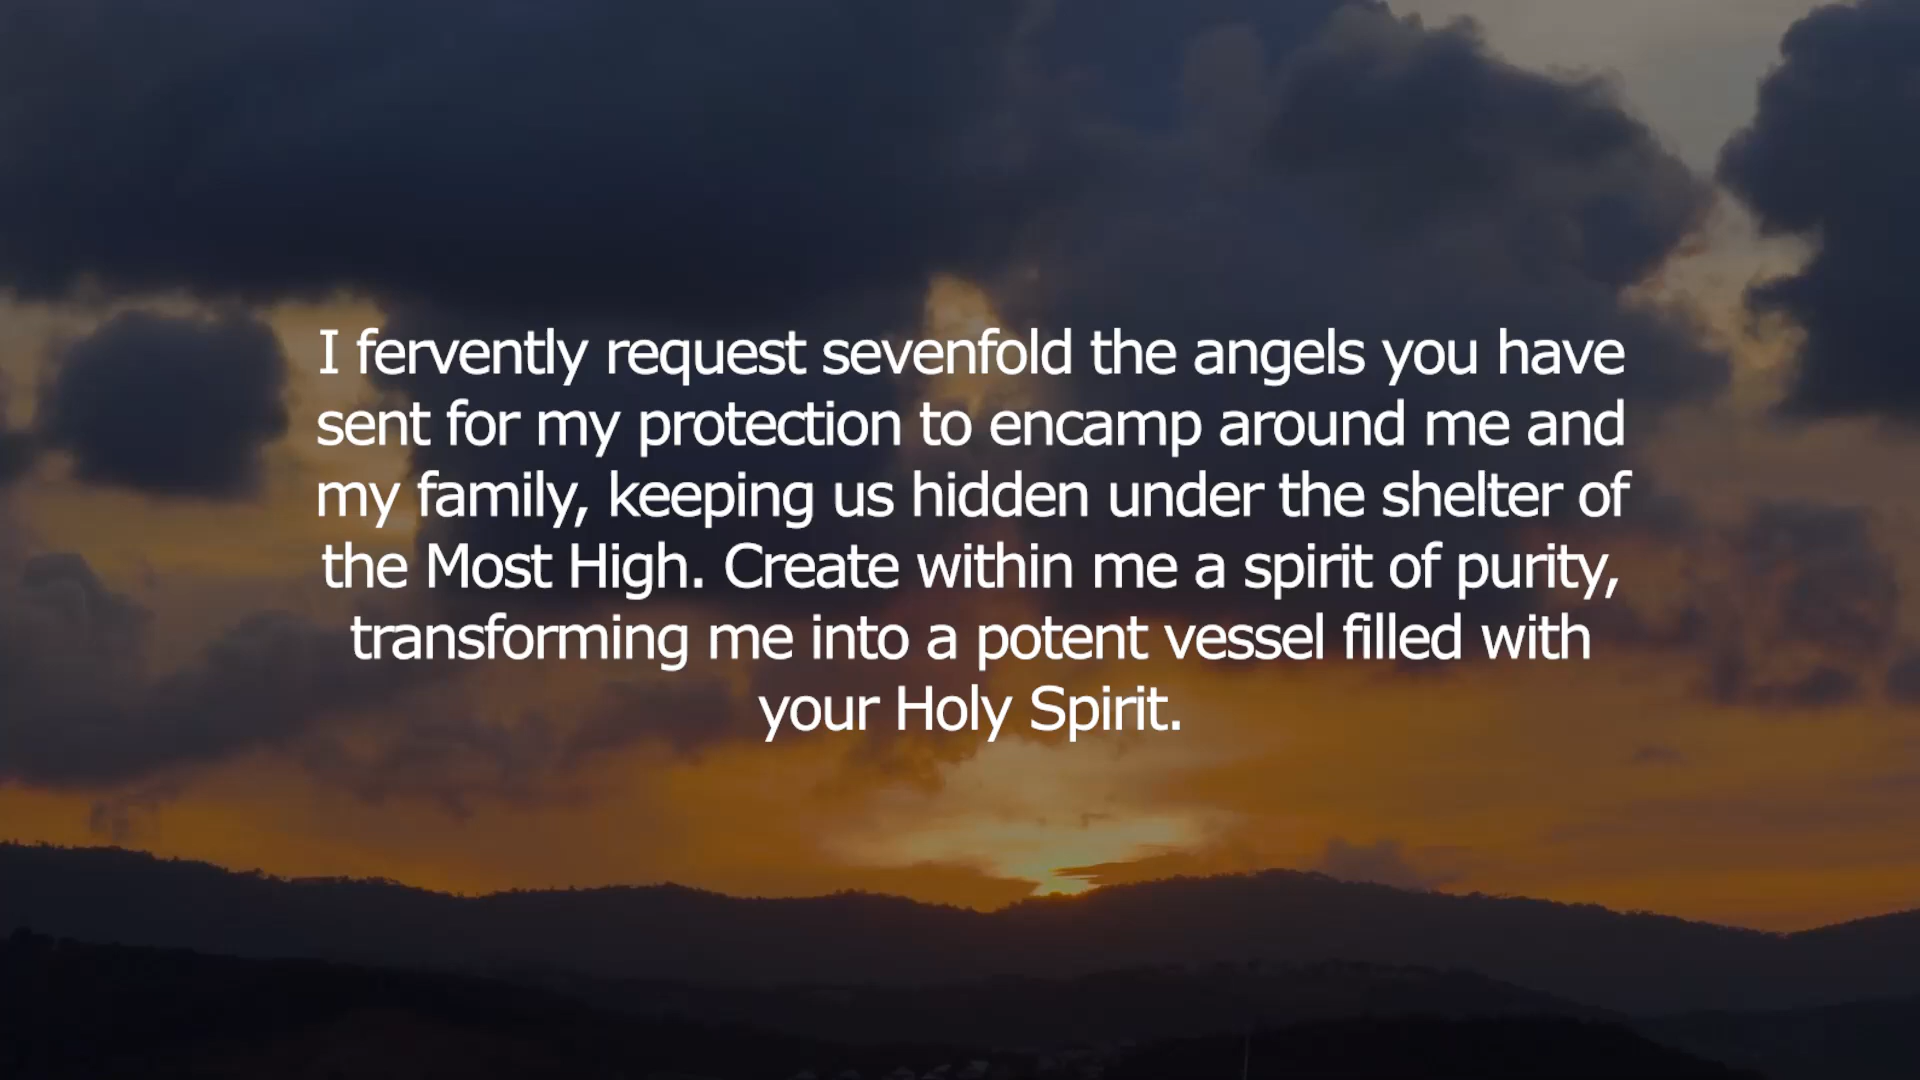 I fervently request sevenfold the angels you have
sent for my protection to encamp around me and
my family, keeping us hidden under the shelter of
the Most High. Create within me a spirit of purity,
transforming me into a potent vessel filled with
your Holy Spirit.